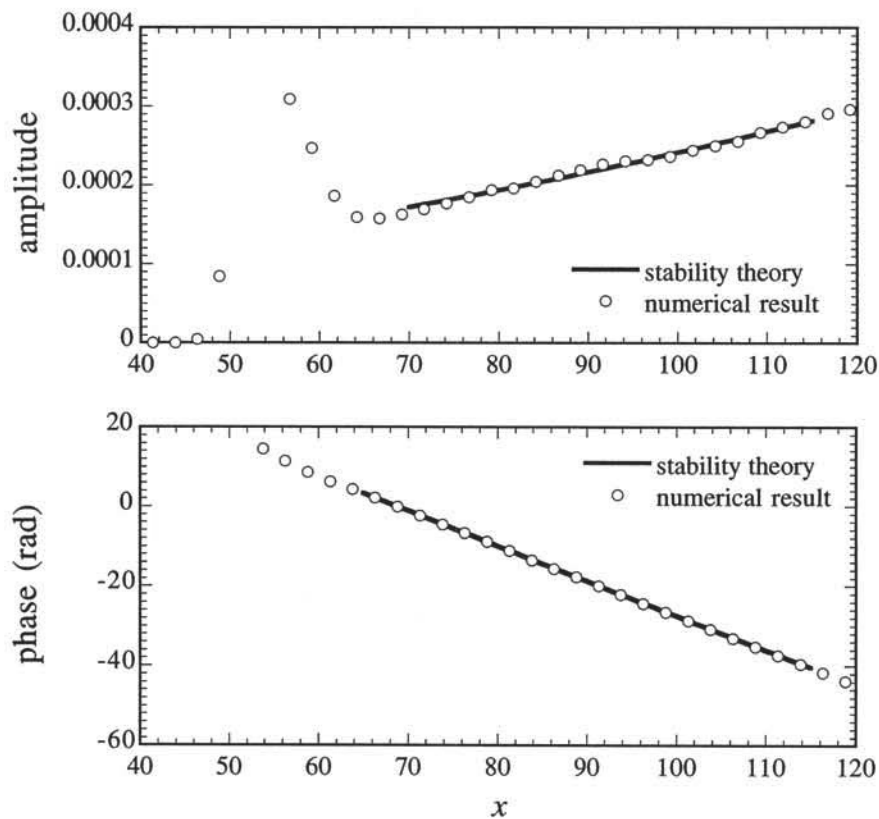 0.0004
0.0003
0.0002
0.0001
0
amplitude
stability theory
numerical result
40 50 60 70 80 90 100 110 120
20
0
-20
-40
-60
phase (rad)
stability theory
numerical result
40 50 60 70 80 90 100 110 120
x